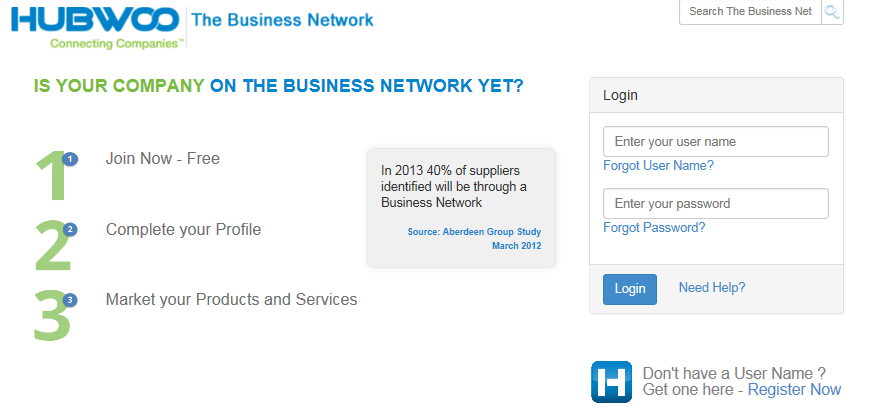 HUBWOO The Business Network
Connecting Companies™
Search The Business Net
IS YOUR COMPANY ON THE BUSINESS NETWORK YET?
1 1 Join Now - Free
2 2 Complete your Profile
3 3 Market your Products and Services
In 2013 40% of suppliers
identified will be through a
Business Network
Source: Aberdeen Group Study
March 2012
Login
Enter your user name
Forgot User Name?
Enter your password
Forgot Password?
Login Need Help?
H
Don't have a User Name ?
Get one here - Register Now